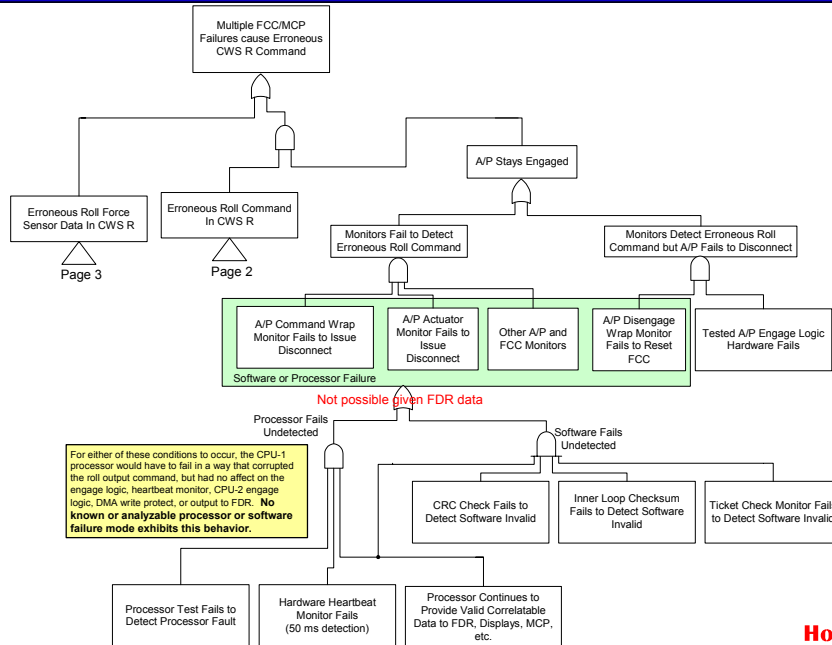 Multiple FCC/MCP
Failures cause Erroneous
CWS R Command
A/P Stays Engaged
Erroneous Roll Force
Sensor Data In CWS R
Page 3
Erroneous Roll Command
In CWS R
Page 2
Monitors Fail to Detect
Erroneous Roll Command
Monitors Detect Erroneous Roll
Command but A/P Fails to Disconnect
A/P Command Wrap
Monitor Fails to Issue
Disconnect
A/P Actuator
Monitor Fails to
Issue
Disconnect
Other A/P and
FCC Monitors
A/P Disengage
Wrap Monitor
Fails to Reset
FCC
Tested A/P Engage Logic
Hardware Fails
Software or Processor Failure
Not possible given FDR data
Processor Fails
Undetected
Software Fails
Undetected
For either of these conditions to occur, the CPU-1
processor would have to fail in a way that corrupted
the roll output command, but had no affect on the
engage logic, heartbeat monitor, CPU-2 engage
logic, DMA write protect, or output to FDR. No
known or analyzable processor or software
failure mode exhibits this behavior.
CRC Check Fails to
Detect Software Invalid
Inner Loop Checksum
Fails to Detect Software
Invalid
Ticket Check Monitor Fails
to Detect Software Invalid
Processor Test Fails to
Detect Processor Fault
Hardware Heartbeat
Monitor Fails
(50 ms detection)
Processor Continues to
Provide Valid Correlatable
Data to FDR, Displays, MCP,
etc.
Ho